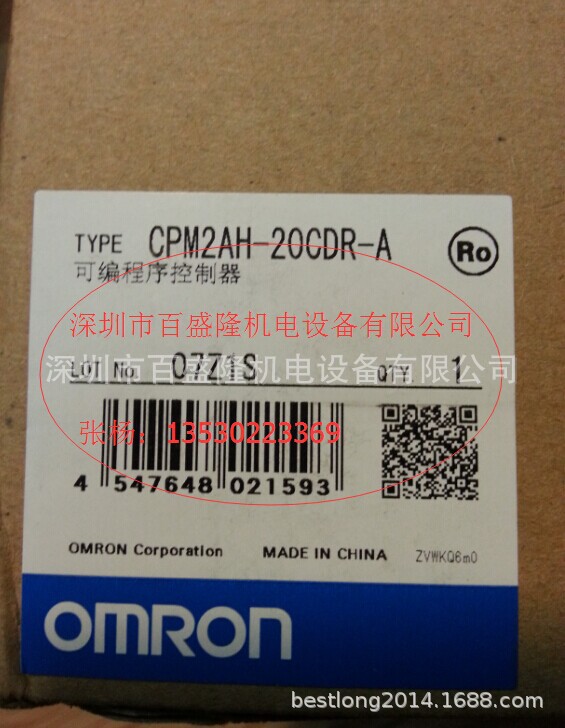 TYPE CPM2AH-20CDR-A Ro
可编程序控制器
深圳市百盛隆机电设备有限公司
深圳市百盛隆机电设备有限公司
LOT No. QTY 1
张杨：13530223369
4 547648 021593
OMRON Corporation MADE IN CHINA ZVWKQ6m0
OMRON
bestlong2014.1688.com